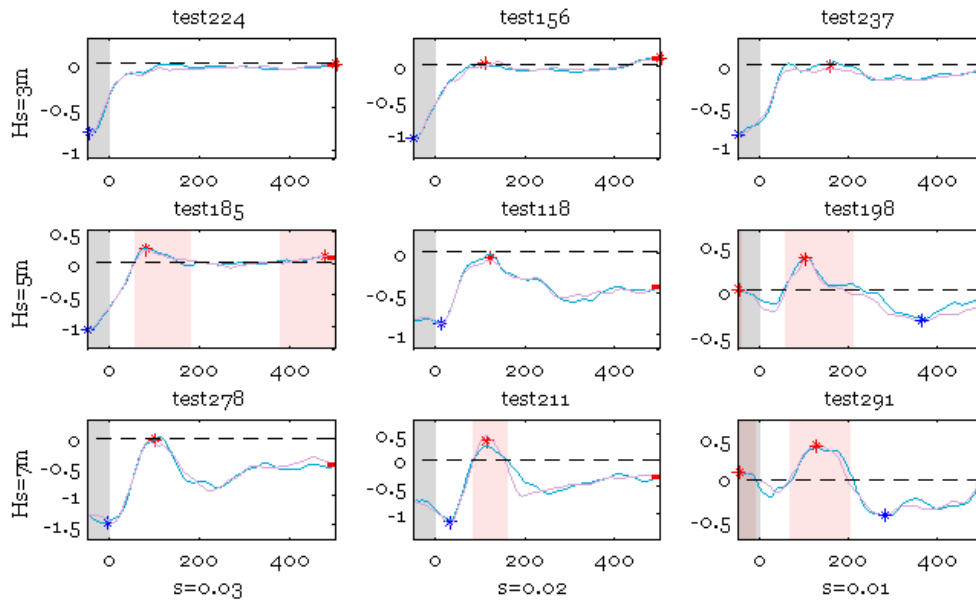 test224 test156 test237
Hs=3m
0 0 0
-0.5 -0.5 -0.5
-1 -1 -1
0 200 400 0 200 400 0 200 400
test185 test118 test198
Hs=5m
0.5 0 0.5
0 -0.5 0
-0.5 -1 -0.5
-1
0 200 400 0 200 400 0 200 400
test278 test211 test291
Hs=7m
0 0.5 0.5
-0.5 0 0
-1 -0.5 -0.5
-1.5 -1
0 200 400 0 200 400 0 200 400
s=0.03 s=0.02 s=0.01